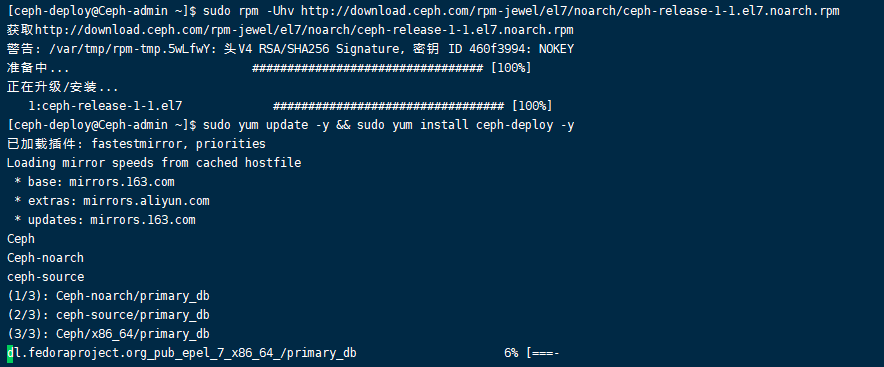 [ceph-deploy@Ceph-admin ~]$ sudo rpm -Uhv http://download.ceph.com/rpm-jewel/el7/noarch/ceph-release-1-1.el7.noarch.rpm
获取http://download.ceph.com/rpm-jewel/el7/noarch/ceph-release-1-1.el7.noarch.rpm
警告: /var/tmp/rpm-tmp.5wLfwY: 头V4 RSA/SHA256 Signature, 密钥 ID 460f3994: NOKEY
准备中... ################################# [100%]
正在升级/安装...
1:ceph-release-1-1.el7 ################################# [100%]
[ceph-deploy@Ceph-admin ~]$ sudo yum update -y && sudo yum install ceph-deploy -y
已加载插件: fastestmirror, priorities
Loading mirror speeds from cached hostfile
* base: mirrors.163.com
* extras: mirrors.aliyun.com
* updates: mirrors.163.com
Ceph
Ceph-noarch
ceph-source
(1/3): Ceph-noarch/primary_db
(2/3): ceph-source/primary_db
(3/3): Ceph/x86_64/primary_db
dl.fedoraproject.org_pub_epel_7_x86_64_/primary_db 6% [===-